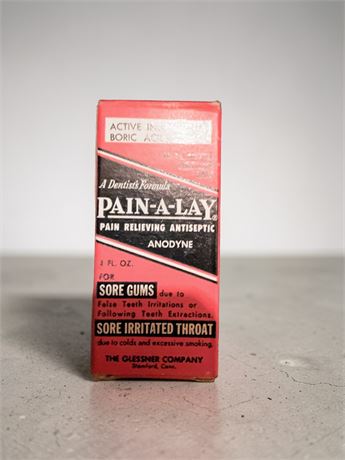 ACTIVE
BORIC
A Dentist's Formula
PAIN-A-LAY®
PAIN RELIEVING ANTISEPTIC
ANODYNE
1 FL. OZ.
FOR
SORE GUMS due to
False Teeth Irritations or
Following Teeth Extractions.
SORE IRRITATED THROAT
due to colds and excessive smoking.
THE GLESSNER COMPANY
Stamford, Conn.